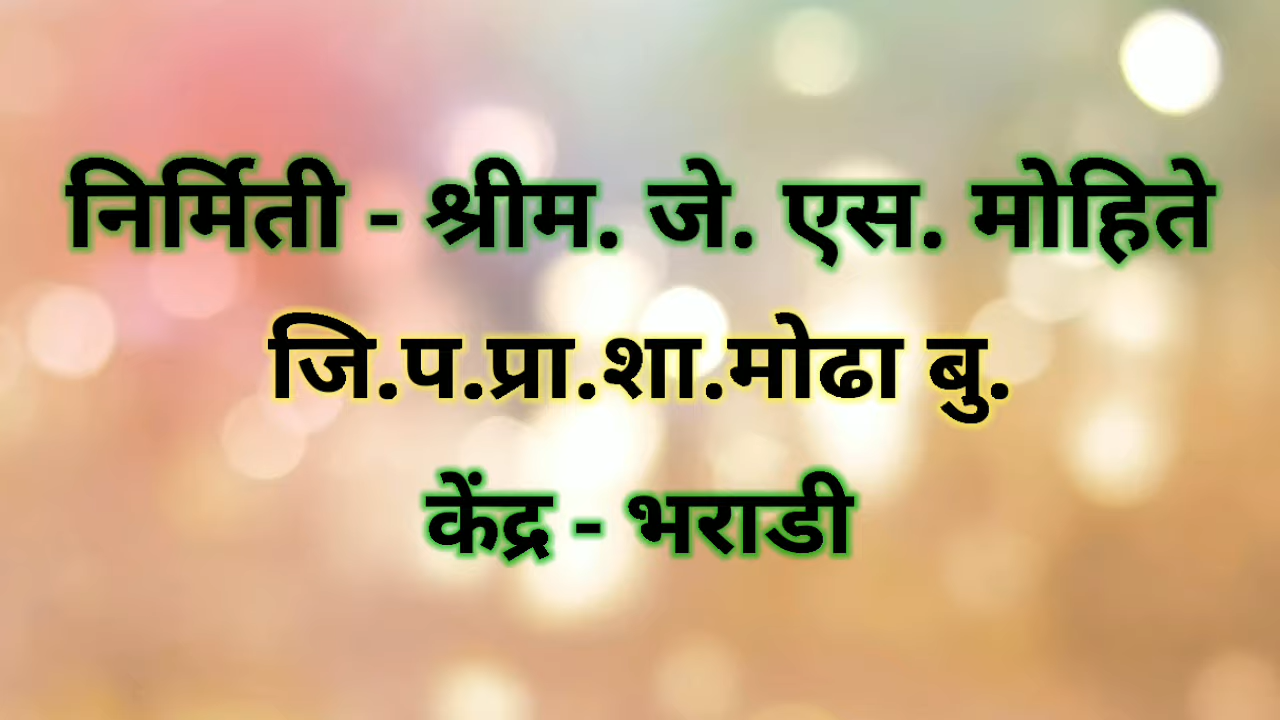 निर्मिती - श्रीम. जे. एस. मोहिते
जि.प.प्रा.शा.मोढा बु.
केंद्र - भराडी